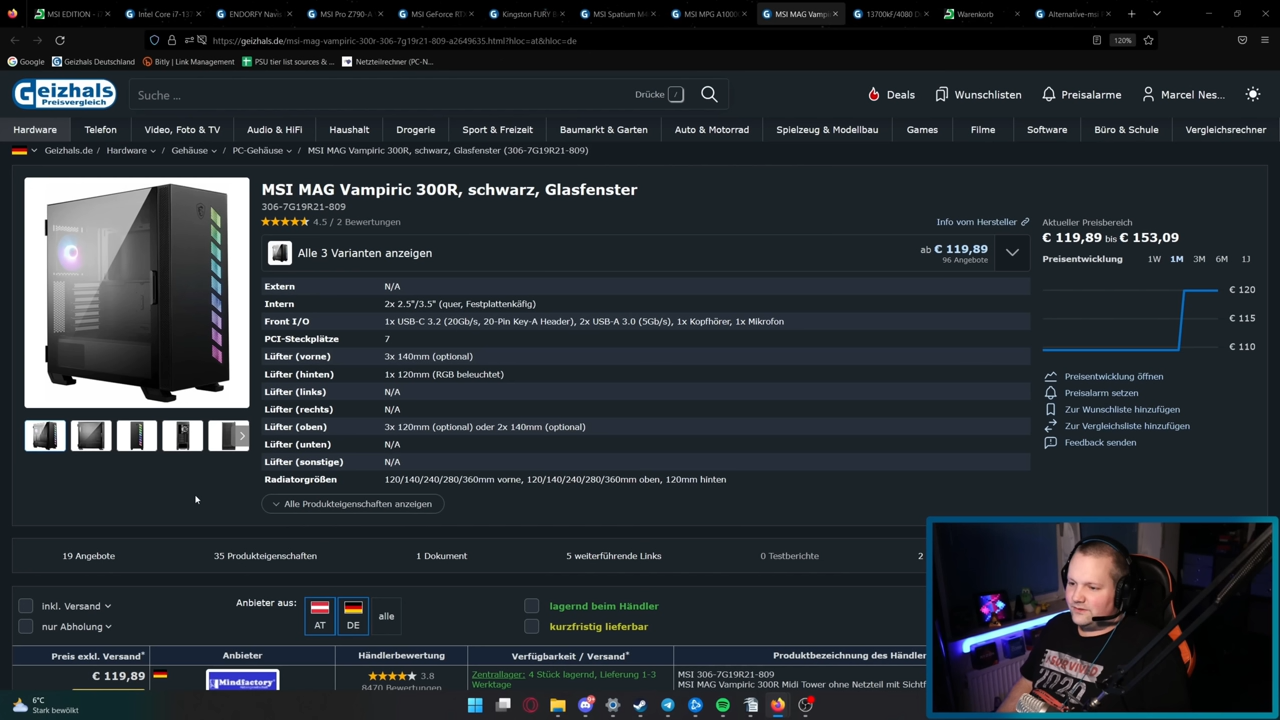 MSI EDITION - U
Intel Core i7-137
ENDORFY Navis
MSI Pro Z790-A
MSI GeForce RTX
Kingston FURY B
MSI Spatium M4
MSI MPG A1000
MSI MAG Vampi
13700kf/4080 D
Warenkorb
Alternative-msi
https://geizhals.de/msi-mag-vampiric-300r-306-7g19r21-809-a2649635.html?hloc=at&hloc=de
120%
Google
Geizhals Deutschland
Bitly | Link Management
PSU tier list sources & ...
Netzteilrechner (PC-N...
Geizhals
Preisvergleich
Suche ...
Drücke /
Deals
Wunschlisten
Preisalarme
Marcel Nes...
Hardware
Telefon
Video, Foto & TV
Audio & HiFi
Haushalt
Drogerie
Sport & Freizeit
Baumarkt & Garten
Auto & Motorrad
Spielzeug & Modellbau
Games
Filme
Software
Büro & Schule
Vergleichsrechner
Geizhals.de / Hardware / Gehäuse / PC-Gehäuse / MSI MAG Vampiric 300R, schwarz, Glasfenster (306-7G19R21-809)
MSI MAG Vampiric 300R, schwarz, Glasfenster
306-7G19R21-809
4.5 / 2 Bewertungen
Info vom Hersteller
Alle 3 Varianten anzeigen
ab € 119,89
96 Angebote
Extern N/A
Intern 2x 2.5"/3.5" (quer, Festplattenkäfig)
Front I/O 1x USB-C 3.2 (20Gb/s, 20-Pin Key-A Header), 2x USB-A 3.0 (5Gb/s), 1x Kopfhörer, 1x Mikrofon
PCI-Steckplätze 7
Lüfter (vorne) 3x 140mm (optional)
Lüfter (hinten) 1x 120mm (RGB beleuchtet)
Lüfter (links) N/A
Lüfter (rechts) N/A
Lüfter (oben) 3x 120mm (optional) oder 2x 140mm (optional)
Lüfter (unten) N/A
Lüfter (sonstige) N/A
Radiatorgrößen 120/140/240/280/360mm vorne, 120/140/240/280/360mm oben, 120mm hinten
Alle Produkteigenschaften anzeigen
Aktueller Preisbereich
€ 119,89 bis € 153,09
Preisentwicklung 1W 1M 3M 6M 1J
€ 120
€ 115
€ 110
Preisentwicklung öffnen
Preisalarm setzen
Zur Wunschliste hinzufügen
Zur Vergleichsliste hinzufügen
Feedback senden
19 Angebote
35 Produkteigenschaften
1 Dokument
5 weiterführende Links
0 Testberichte
2
inkl. Versand
nur Abholung
Anbieter aus:
AT
DE
alle
lagernd beim Händler
kurzfristig lieferbar
Preis exkl. Versand*
Anbieter
Händlerbewertung
Verfügbarkeit / Versand*
Produktbezeichnung des Händler
€ 119,89
Mindfactory
3.8
8470 Bewertungen
Zentrallager: 4 Stück lagernd, Lieferung 1-3
Werktage
MSI 306-7G19R21-809
MSI MAG Vampiric 300R Midi Tower ohne Netzteil mit Sichtf
I SURVIVED
2020
6°C
Stark bewölkt